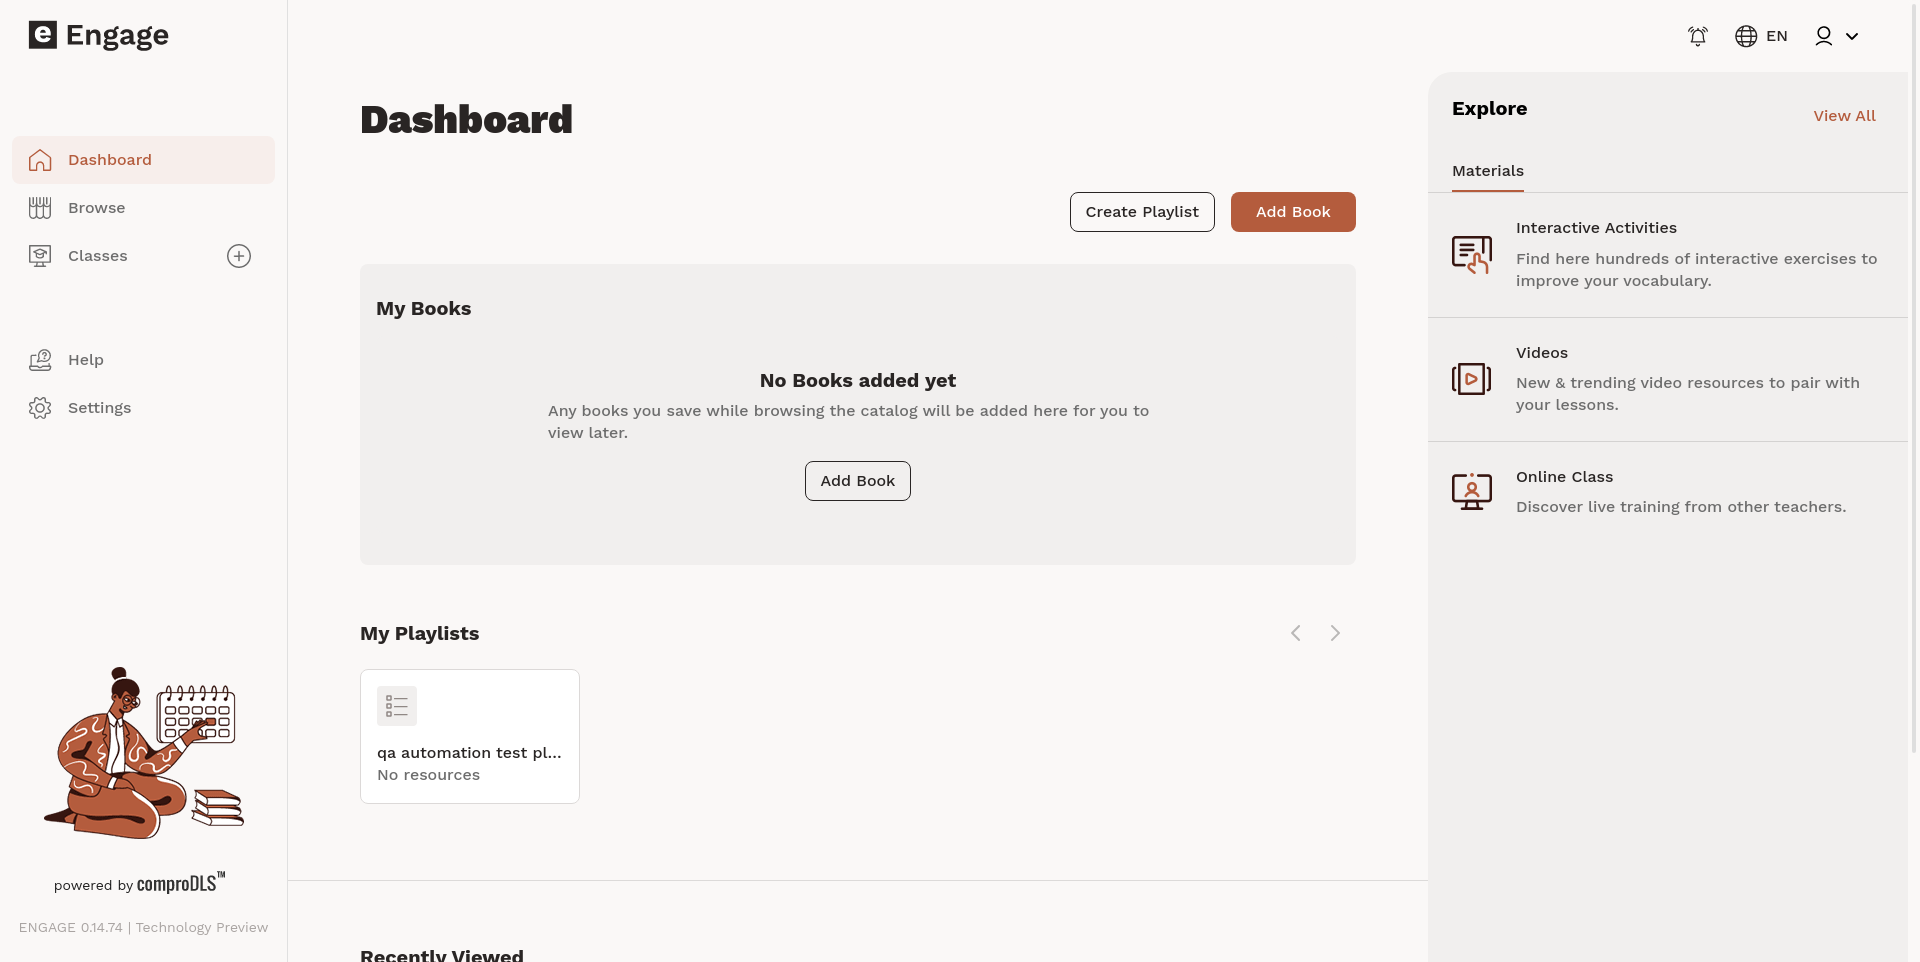 e Engage
EN
Dashboard
Browse
Classes
Help
Settings
powered by comproDLS™
ENGAGE 0.14.74 | Technology Preview
Dashboard
Create Playlist
Add Book
My Books
No Books added yet
Any books you save while browsing the catalog will be added here for you to
view later.
Add Book
My Playlists
qa automation test pl...
No resources
Recently Viewed
Explore
View All
Materials
Interactive Activities
Find here hundreds of interactive exercises to
improve your vocabulary.
Videos
New & trending video resources to pair with
your lessons.
Online Class
Discover live training from other teachers.